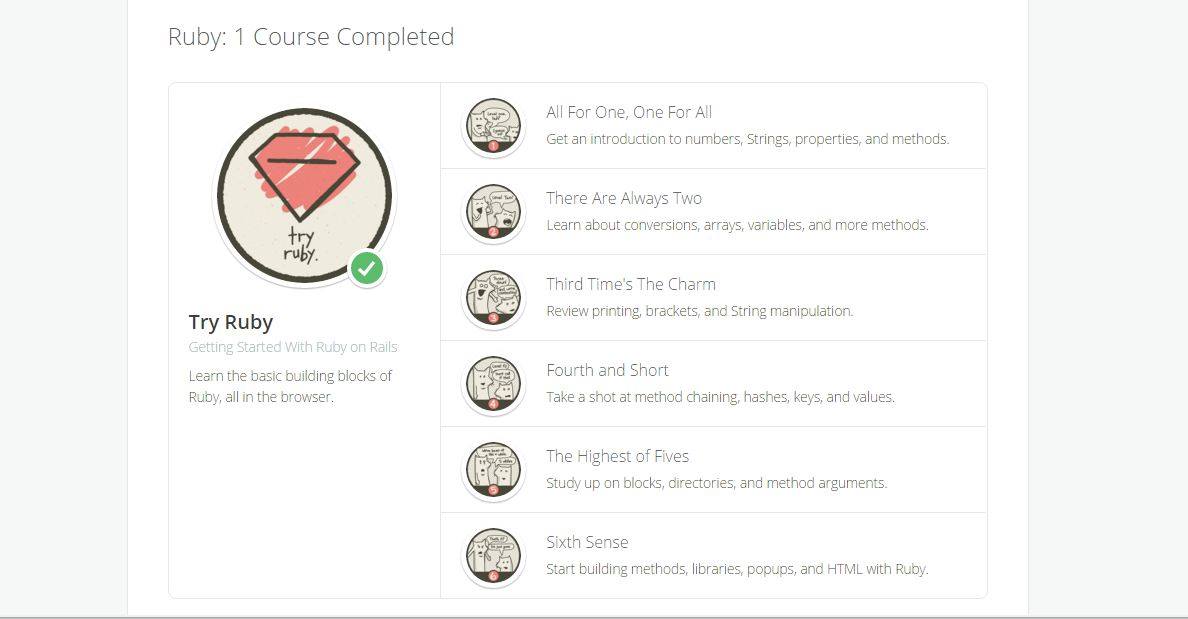 Ruby: 1 Course Completed
try
ruby.
Try Ruby
Getting Started With Ruby on Rails
Learn the basic building blocks of
Ruby, all in the browser.
1
All For One, One For All
Get an introduction to numbers, Strings, properties, and methods.
2
There Are Always Two
Learn about conversions, arrays, variables, and more methods.
3
Third Time's The Charm
Review printing, brackets, and String manipulation.
4
Fourth and Short
Take a shot at method chaining, hashes, keys, and values.
5
The Highest of Fives
Study up on blocks, directories, and method arguments.
6
Sixth Sense
Start building methods, libraries, popups, and HTML with Ruby.